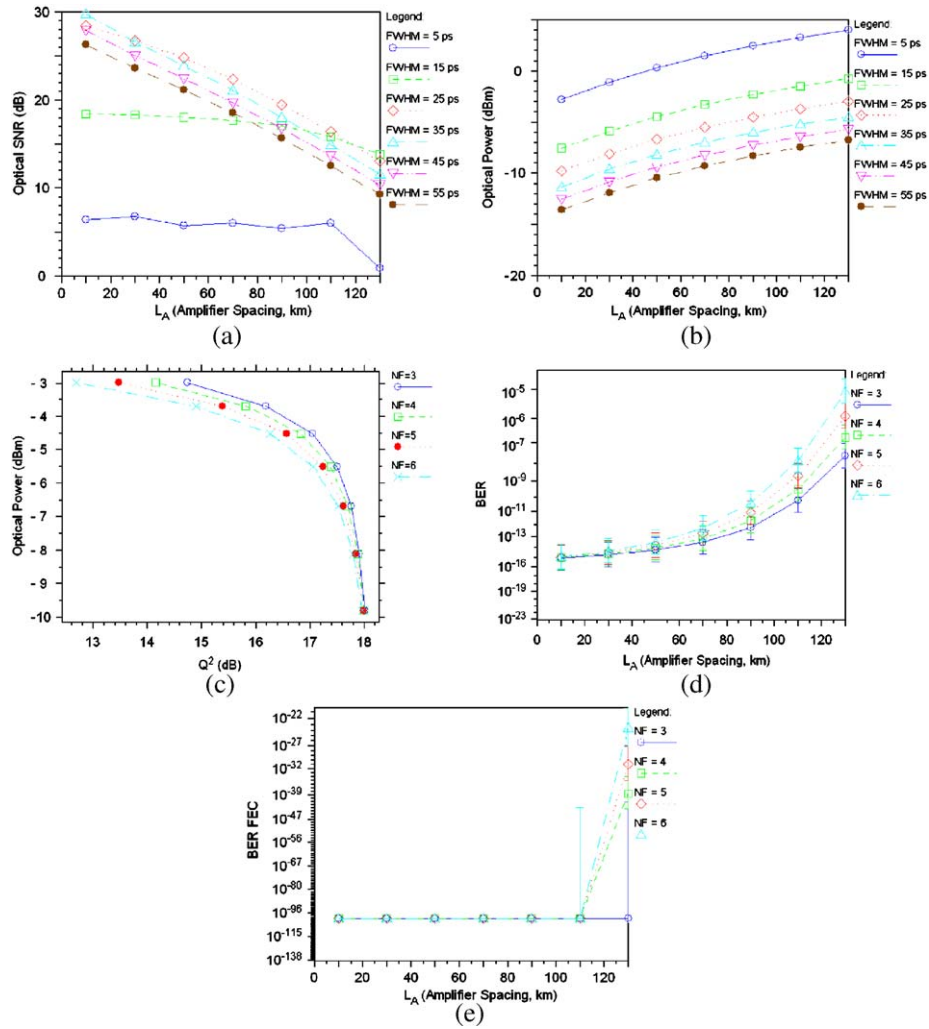 30
20
10
0
Optical SNR (dB)
0 20 40 60 80 100 120
L_A (Amplifier Spacing, km)
Legend:
FWHM = 5 ps
FWHM = 15 ps
FWHM = 25 ps
FWHM = 35 ps
FWHM = 45 ps
FWHM = 55 ps
(a)
0
-10
-20
Optical Power (dBm)
0 20 40 60 80 100 120
L_A (Amplifier Spacing, km)
Legend:
FWHM = 5 ps
FWHM = 15 ps
FWHM = 25 ps
FWHM = 35 ps
FWHM = 45 ps
FWHM = 55 ps
(b)
- 3
- 4
- 5
- 6
- 7
- 8
- 9
- 10
Optical Power (dBm)
13 14 15 16 17 18
Q^2 (dB)
NF=3
NF=4
NF=5
NF=6
(c)
10^-5
10^-6
10^-7
10^-9
10^-11
10^-13
10^-16
10^-19
10^-23
BER
0 20 40 60 80 100 120
L_A (Amplifier Spacing, km)
Legend:
NF = 3
NF = 4
NF = 5
NF = 6
(d)
10^-22
10^-27
10^-32
10^-39
10^-47
10^-56
10^-67
10^-80
10^-96
10^-115
10^-138
BER FEC
0 20 40 60 80 100 120
L_A (Amplifier Spacing, km)
Legend:
NF = 3
NF = 4
NF = 5
NF = 6
(e)